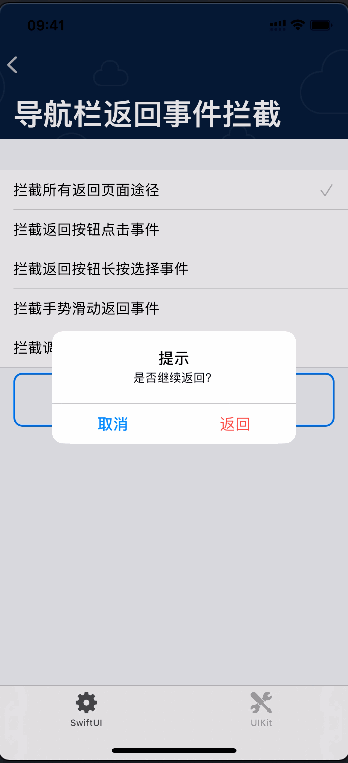 09:41
导航栏返回事件拦截
拦截所有返回页面途径
拦截返回按钮点击事件
拦截返回按钮长按选择事件
拦截手势滑动返回事件
拦截调
提示
是否继续返回?
取消
返回
SwiftUI
UIKit